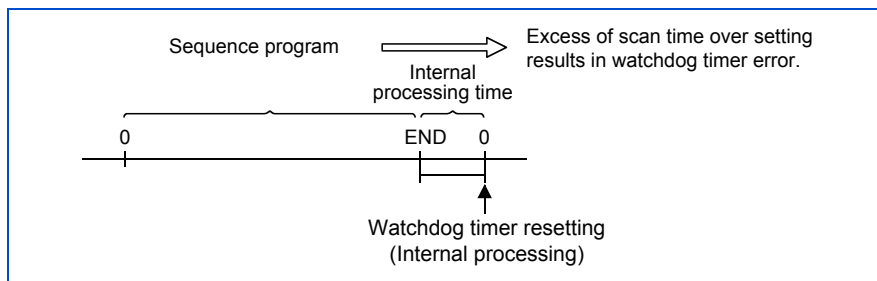 Sequence program
Excess of scan time over setting
results in watchdog timer error.
Internal
processing time
0
END
0
Watchdog timer resetting
(Internal processing)